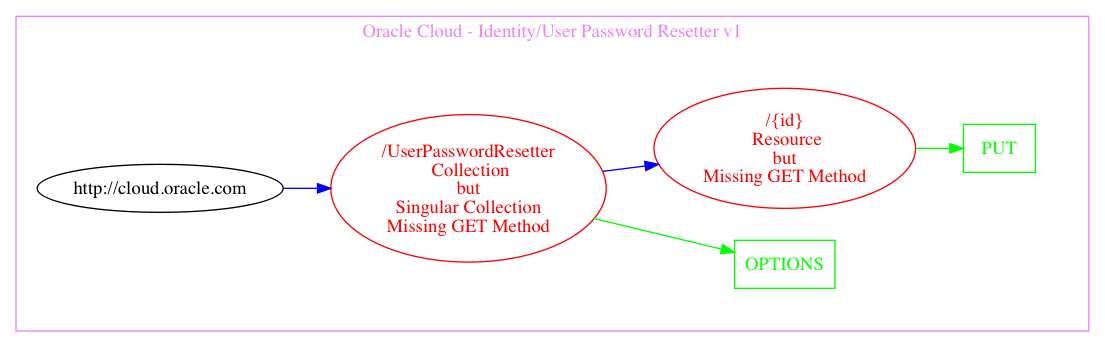 Oracle Cloud - Identity/User Password Resetter v1
http://cloud.oracle.com
/UserPasswordResetter
Collection
but
Singular Collection
Missing GET Method
/{id}
Resource
but
Missing GET Method
PUT
OPTIONS